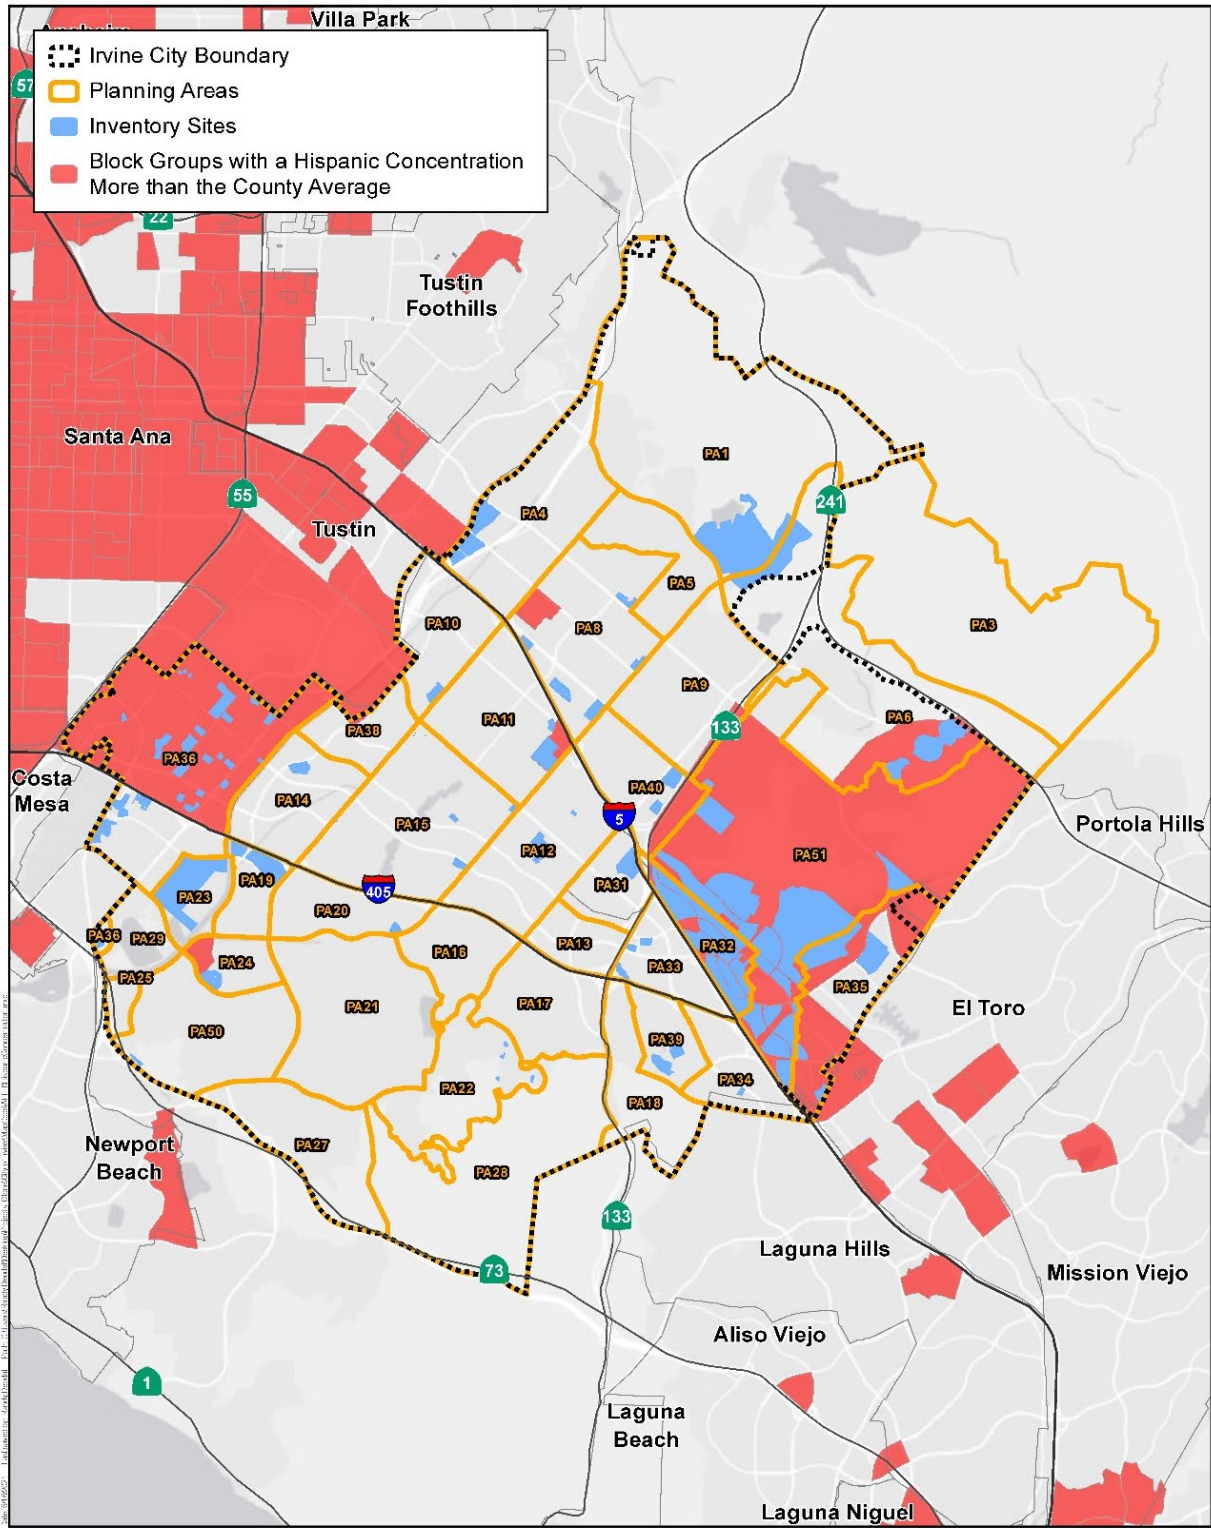 Villa Park
Anaheim
Irvine City Boundary
Planning Areas
Inventory Sites
Block Groups with a Hispanic Concentration
More than the County Average
57
22
Tustin
Foothills
Santa Ana
PA1
55
241
PA4
Tustin
PA5
PA10
PA8
PA3
PA9
PA11
PA6
133
PA38
PA36
Costa
Mesa
PA40
PA14
5
PA15
Portola Hills
PA12
PA51
PA19
PA31
405
PA23
PA20
PA36
PA29
PA13
PA32
PA16
PA24
PA33
PA25
PA35
PA21
PA17
El Toro
PA50
PA39
PA34
PA22
PA18
Newport
Beach
PA27
PA28
133
Laguna Hills
73
Mission Viejo
Aliso Viejo
1
Laguna
Beach
Laguna Niguel